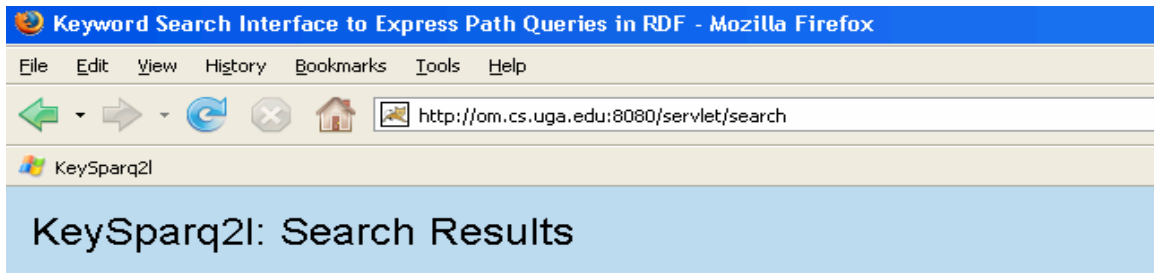 Keyword Search Interface to Express Path Queries in RDF - Mozilla Firefox
File Edit View History Bookmarks Tools Help
http://om.cs.uga.edu:8080/servlet/search
KeySparq2l
KeySparq2l: Search Results